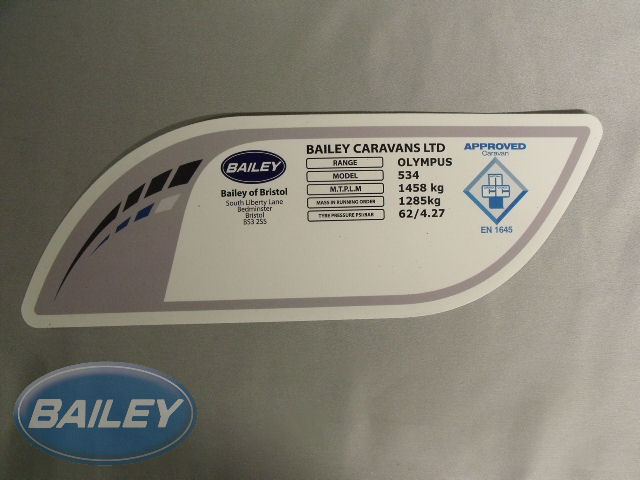 BAILEY
Bailey of Bristol
South Liberty Lane
Bedminster
Bristol
BS3 2SS
BAILEY CARAVANS LTD
RANGE OLYMPUS
MODEL 534
M.T.P.L.M 1458 kg
MASS IN RUNNING ORDER 1285kg
TYRE PRESSURE PSI/BAR 62/4.27
APPROVED
Caravan
NCC
EN 1645
BAILEY